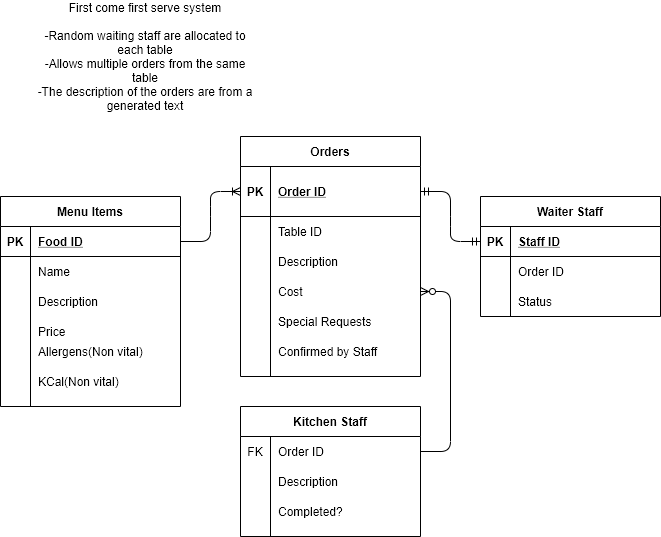 First come first serve system
-Random waiting staff are allocated to
each table
-Allows multiple orders from the same
table
-The description of the orders are from a
generated text
Orders
PK Order ID
Table ID
Description
Cost
Special Requests
Confirmed by Staff
Menu Items
PK Food ID
Name
Description
Price
Allergens(Non vital)
KCal(Non vital)
Waiter Staff
PK Staff ID
Order ID
Status
Kitchen Staff
FK Order ID
Description
Completed?